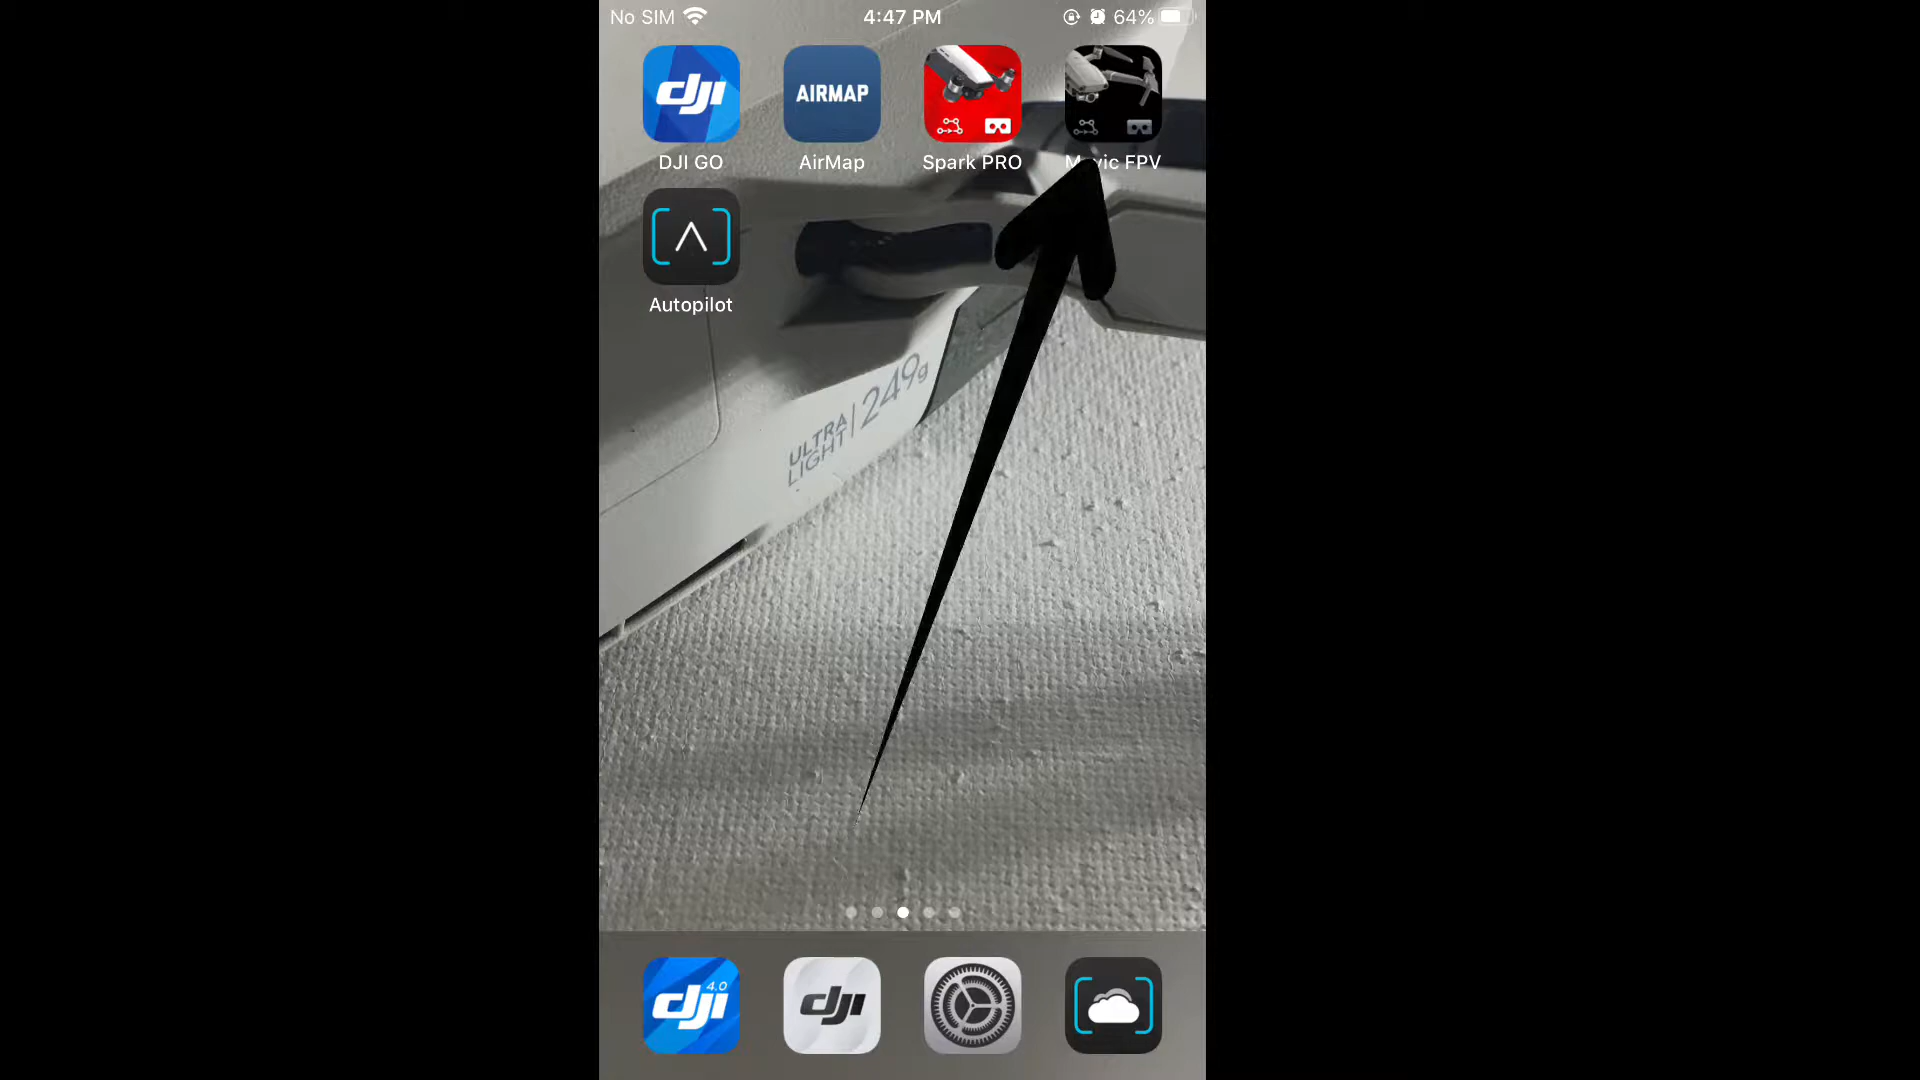 No SIM 4:47 PM 64%
dji AIRMAP
DJI GO AirMap Spark PRO Mavic FPV
Autopilot
ULTRA LIGHT | 249g
dji 4.0 dji